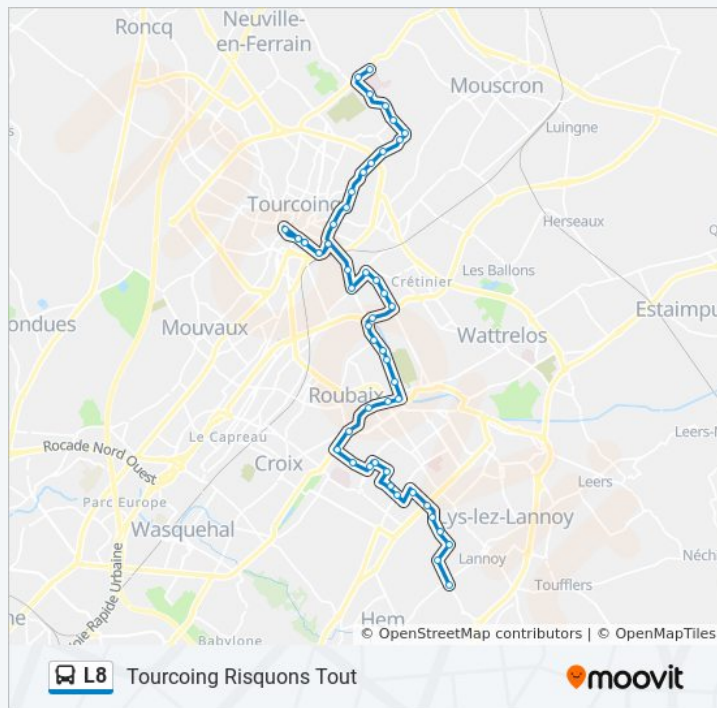 Neuville-
en-Ferrain
Roncq
Mouscron
Luingne
Tourcoing
Herseaux
Crétinier
Les Ballons
Estaimpu
ondues
Mouvaux
Wattrelos
Roubaix
Le Capreau
Rocade Nord Ouest
Croix
Leers-N
Leers
Parc Europe
Wasquehal
Lys-lez-Lannoy
Lannoy
Néch
Toufflers
ne
oie Rapide Urbaine
Hem
Babylone
© OpenStreetMap contributors | © OpenMapTiles
L8 Tourcoing Risquons Tout
moovit